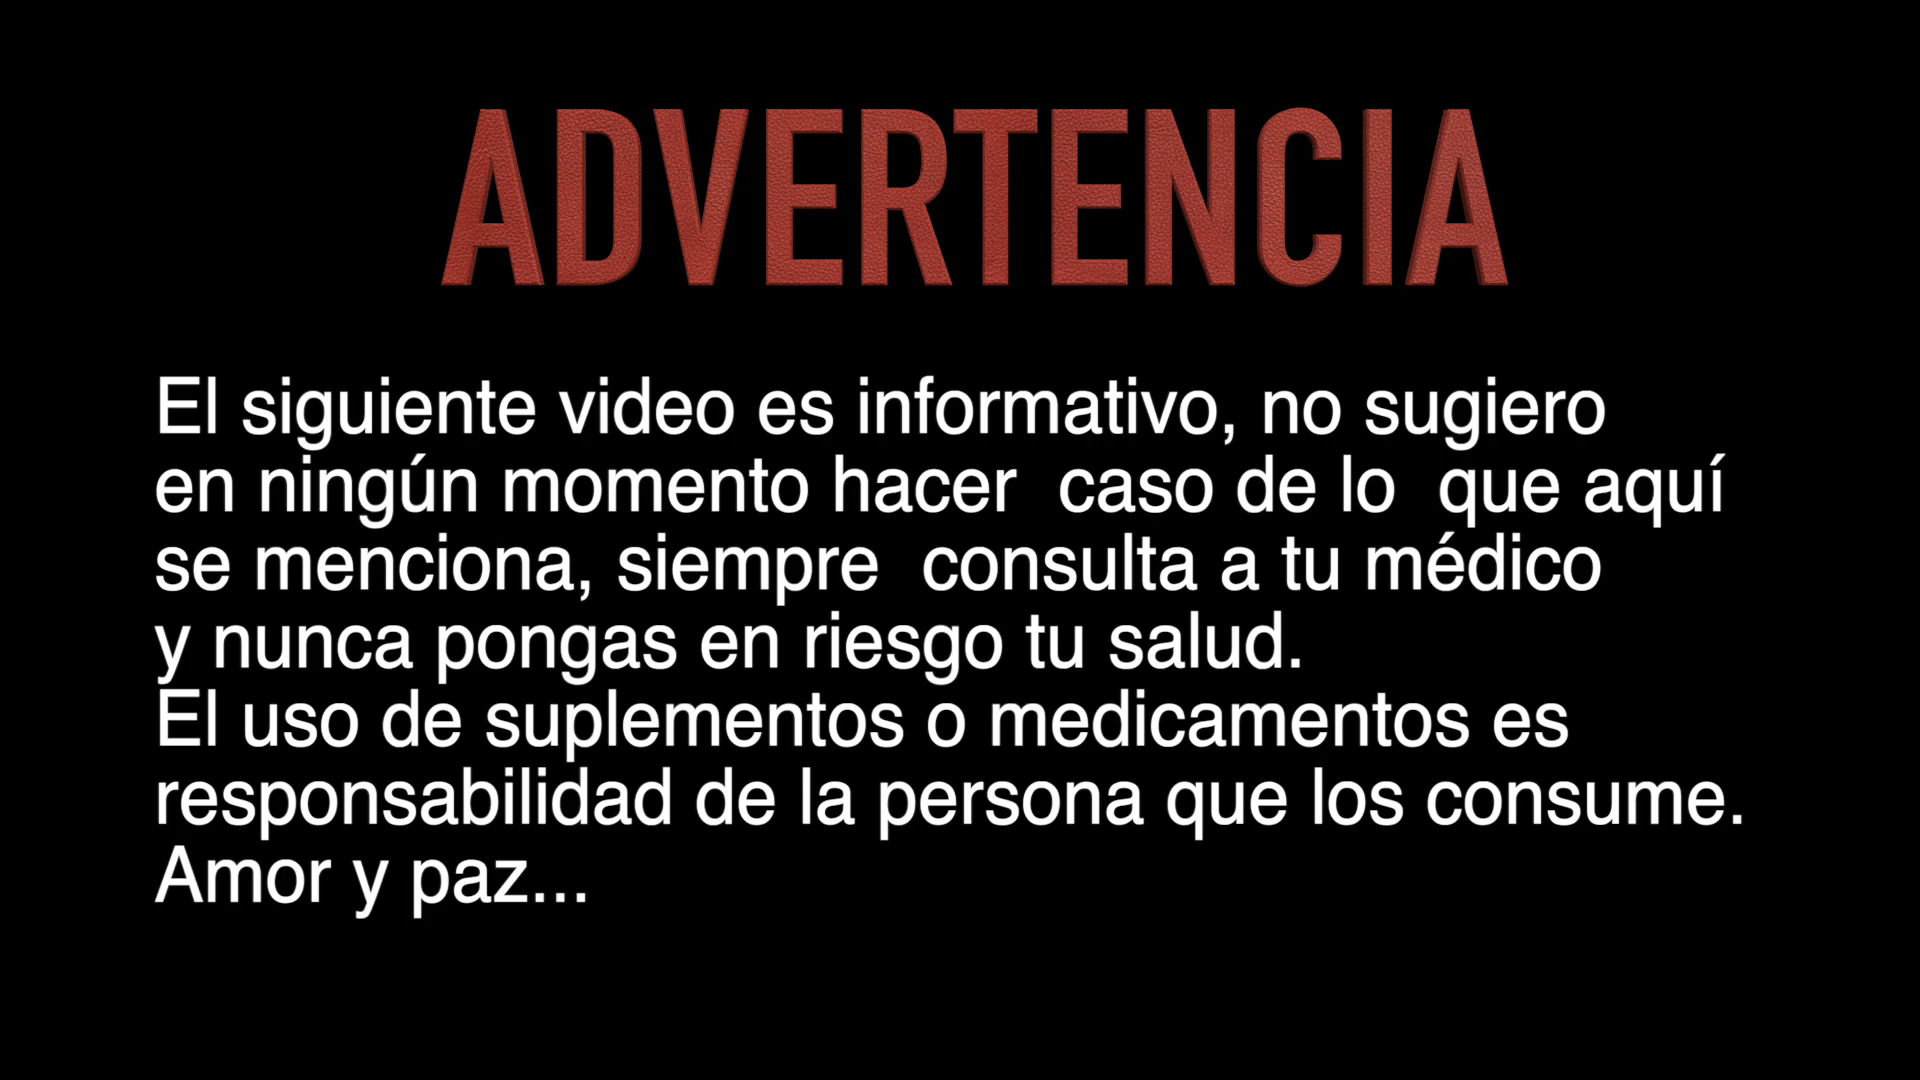 ADVERTENCIA
El siguiente video es informativo, no sugiero
en ningún momento hacer  caso de lo  que aquí
se menciona, siempre  consulta a tu médico
y nunca pongas en riesgo tu salud.
El uso de suplementos o medicamentos es
responsabilidad de la persona que los consume.
Amor y paz...